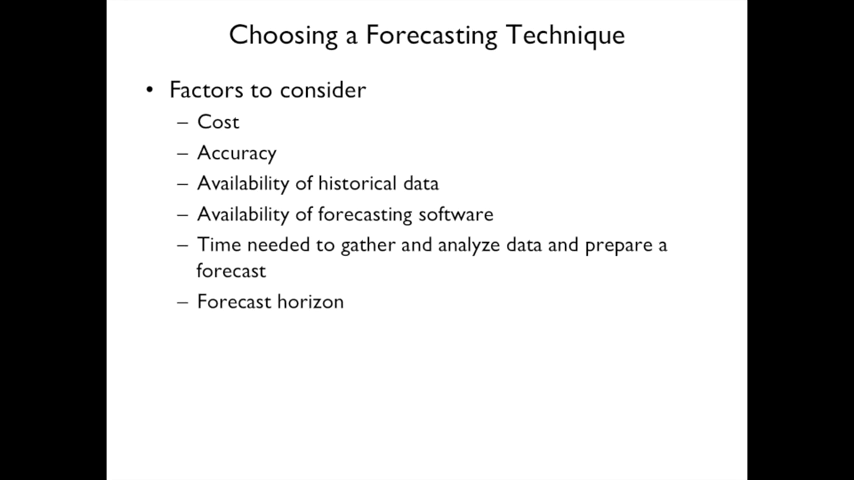 Choosing a Forecasting Technique
• Factors to consider
– Cost
– Accuracy
– Availability of historical data
– Availability of forecasting software
– Time needed to gather and analyze data and prepare a
forecast
– Forecast horizon